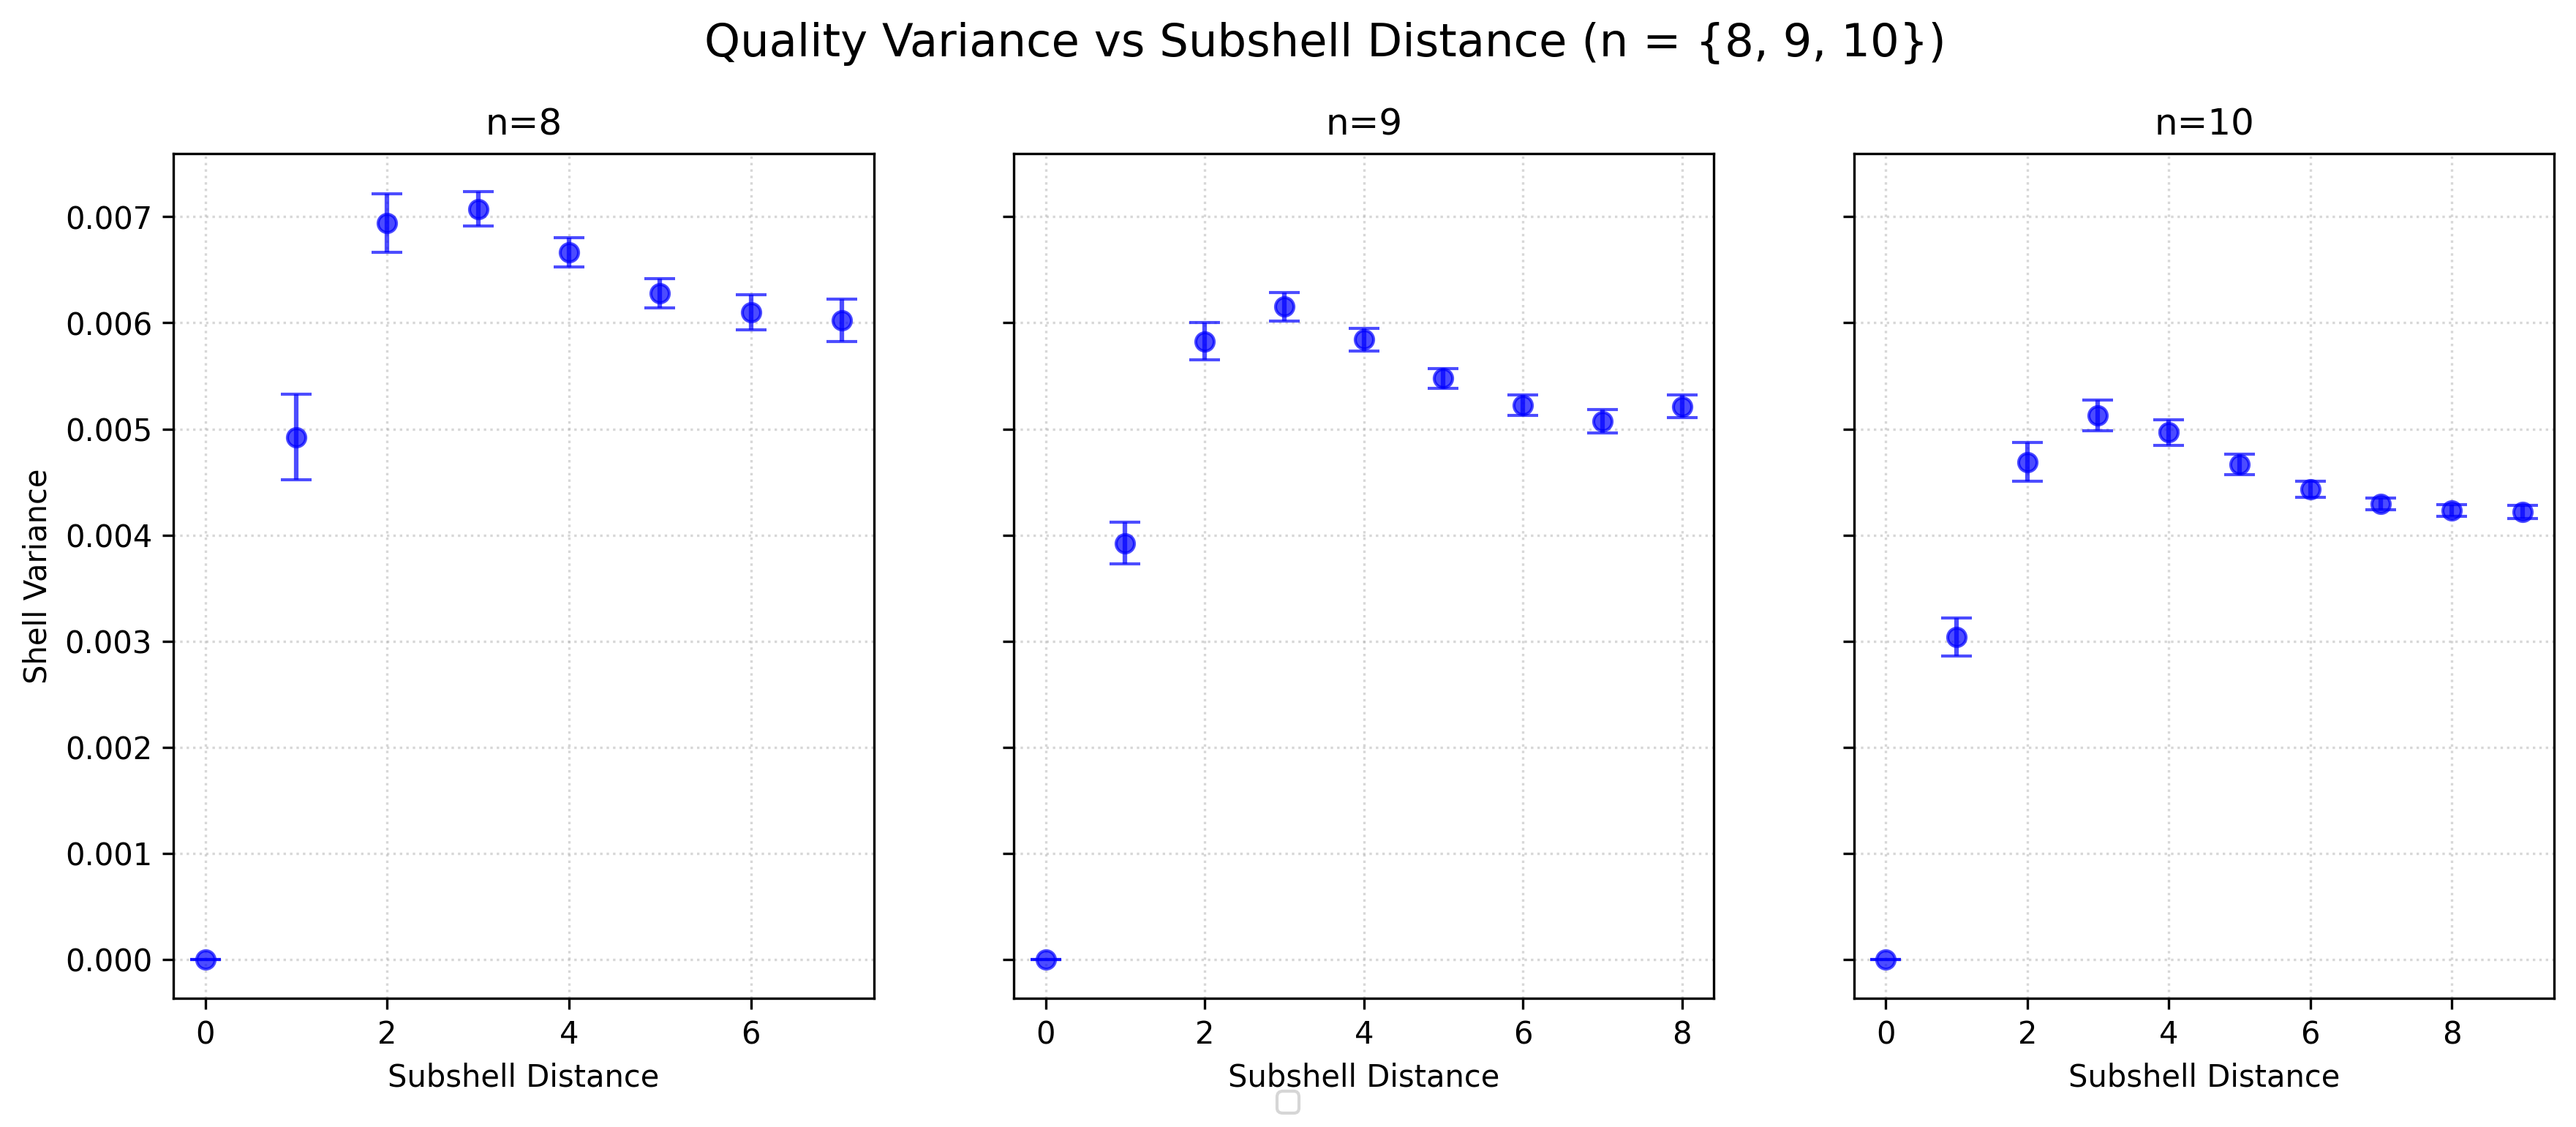 Quality Variance vs Subshell Distance (n = {8, 9, 10})
n=8
n=9
n=10
Shell Variance
0.007
0.006
0.005
0.004
0.003
0.002
0.001
0.000
0 2 4 6
0 2 4 6 8
0 2 4 6 8
Subshell Distance
Subshell Distance
Subshell Distance